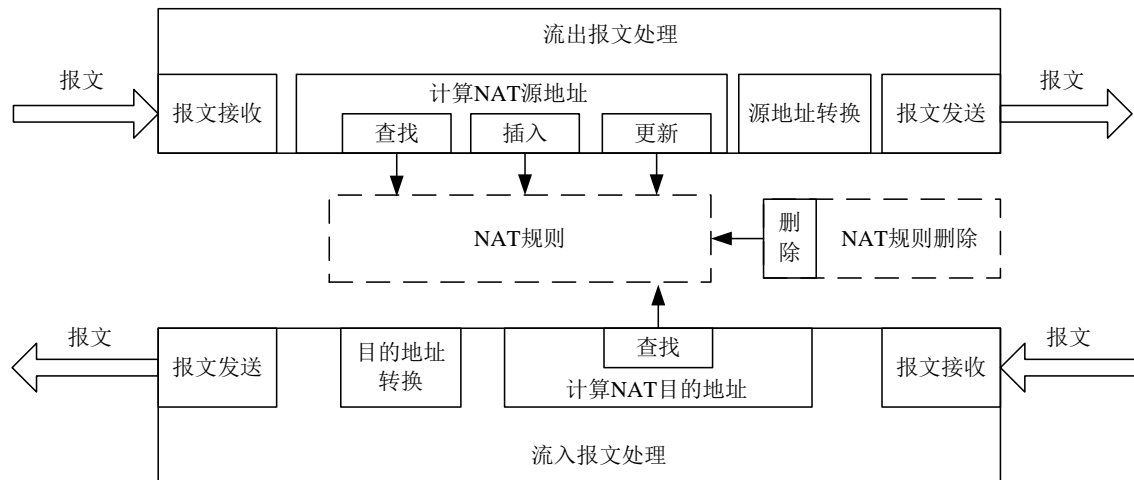 流出报文处理
报文
报文接收
计算NAT源地址
查找
插入
更新
源地址转换
报文发送
报文
NAT规则
删
除
NAT规则删除
报文
报文发送
目的地址
转换
查找
计算NAT目的地址
报文接收
报文
流入报文处理